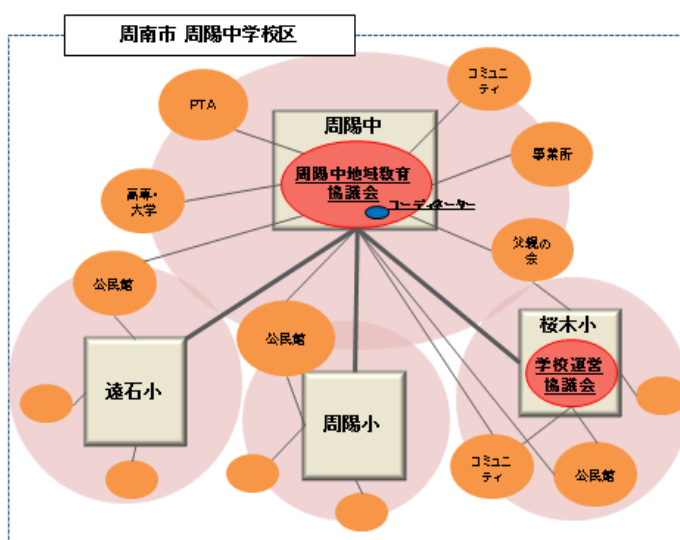 周南市 周陽中学校区
コミュニ
ティ
PTA
周陽中
事業所
周陽中地域教育
協議会
高専・
大学
コーディネーター
父親の
会
公民館
桜木小
公民館
学校運営
協議会
遠石小
周陽小
コミュニ
ティ
公民館